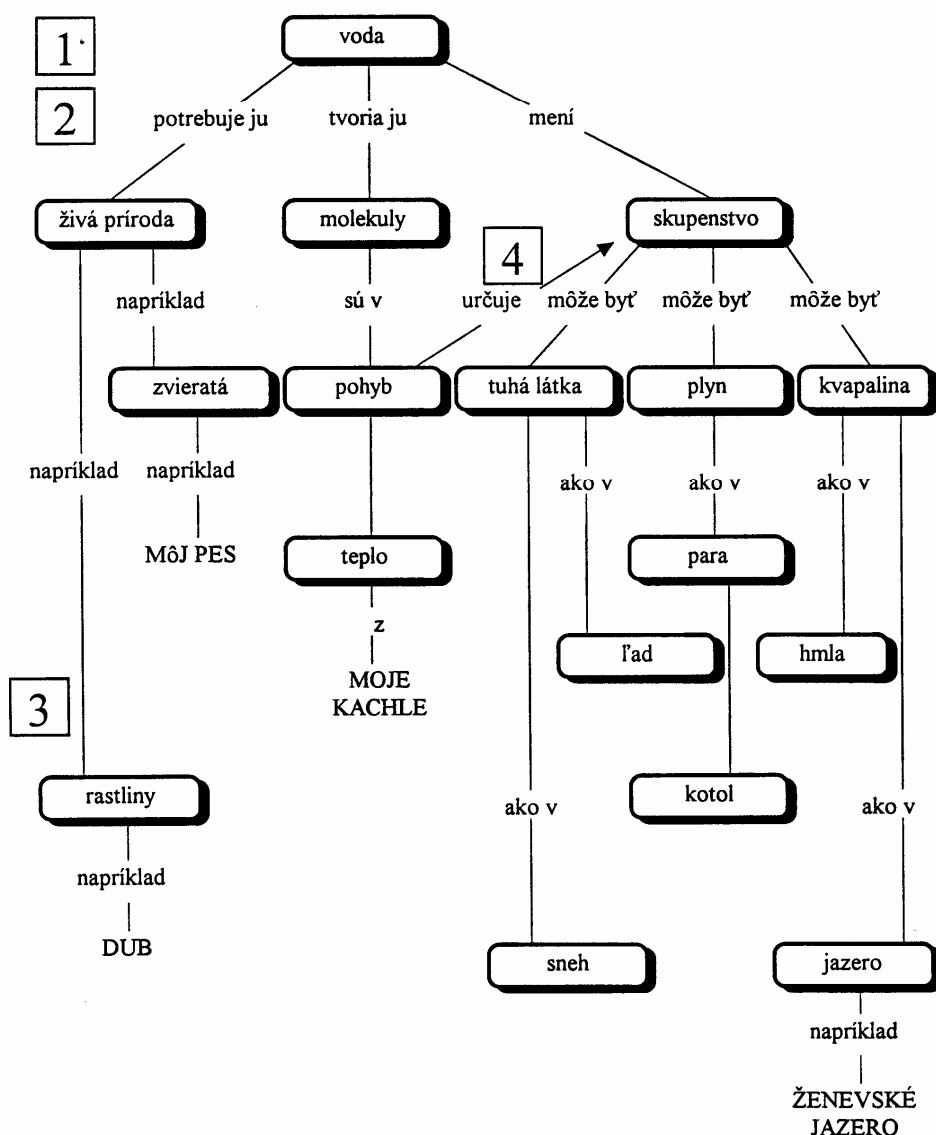 1
voda
2
potrebuje ju
tvoria ju
mení
živá príroda
molekuly
skupenstvo
4
napríklad
sú v
určuje
môže byť
môže byť
môže byť
zvieratá
pohyb
tuhá látka
plyn
kvapalina
napríklad
napríklad
ako v
ako v
ako v
MôJ PES
teplo
para
z
ľad
hmla
MOJE
KACHLE
3
rastliny
kotol
ako v
ako v
napríklad
DUB
sneh
jazero
napríklad
ŽENEVSKÉ
JAZERO